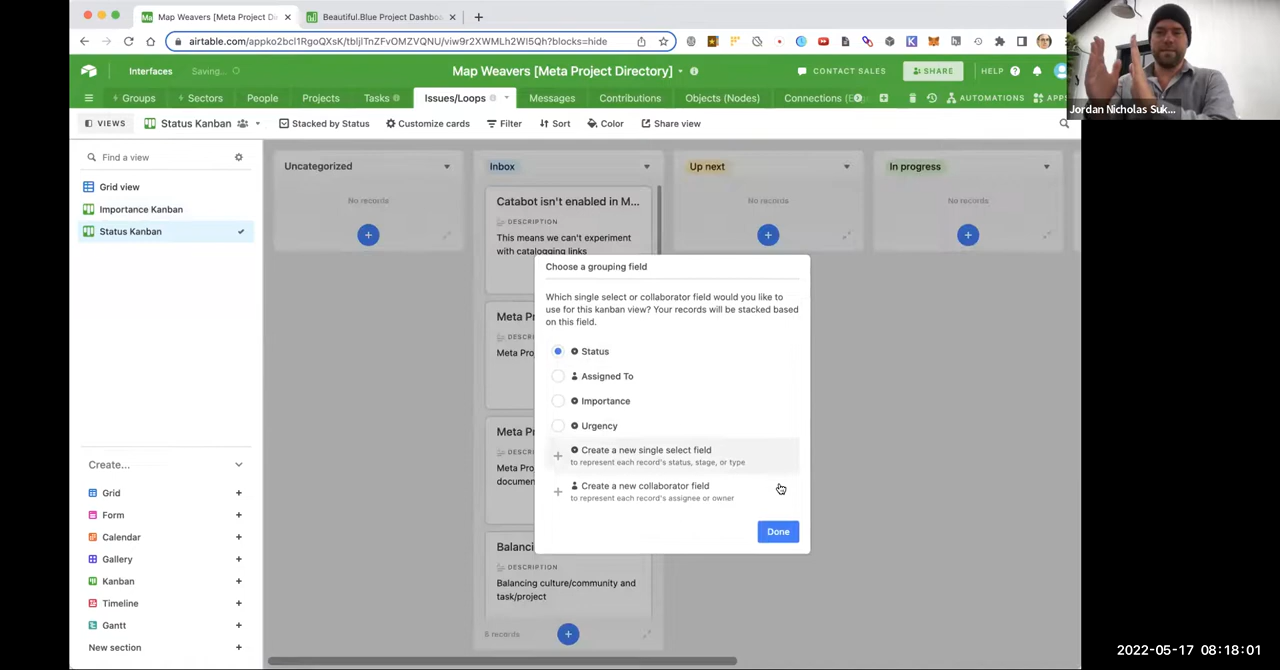 Map Weavers [Meta Project Di
Beautiful.Blue Project Dashbo
airtable.com/appko2bcl1RgoQXsK/tbljlTnZFvOMZVQNU/viw9r2XWMLh2WI5Qh?blocks=hide
Interfaces
Saving...
Map Weavers [Meta Project Directory]
CONTACT SALES
SHARE
HELP
Groups
Sectors
People
Projects
Tasks
Issues/Loops
Messages
Contributions
Objects (Nodes)
Connections (E
AUTOMATIONS
APP
Jordan Nicholas Suk...
VIEWS
Status Kanban
Stacked by Status
Customize cards
Filter
Sort
Color
Share view
Find a view
Grid view
Importance Kanban
Status Kanban
Create...
Grid
Form
Calendar
Gallery
Kanban
Timeline
Gantt
New section
Uncategorized
No records
Inbox
Catabot isn't enabled in M...
DESCRIPTION
This means we can't experiment
with catalogging links
Meta Pr
DESCR
Meta Pro
Meta Pr
DESCR
Meta Pro
documen
Balancin
DESCRIPTION
Balancing culture/community and
task/project
6 records
Up next
No records
In progress
No records
Choose a grouping field
Which single select or collaborator field would you like to
use for this kanban view? Your records will be stacked based
on this field.
Status
Assigned To
Importance
Urgency
Create a new single select field
to represent each record's status, stage, or type
Create a new collaborator field
to represent each record's assignee or owner
Done
2022-05-17 08:18:01